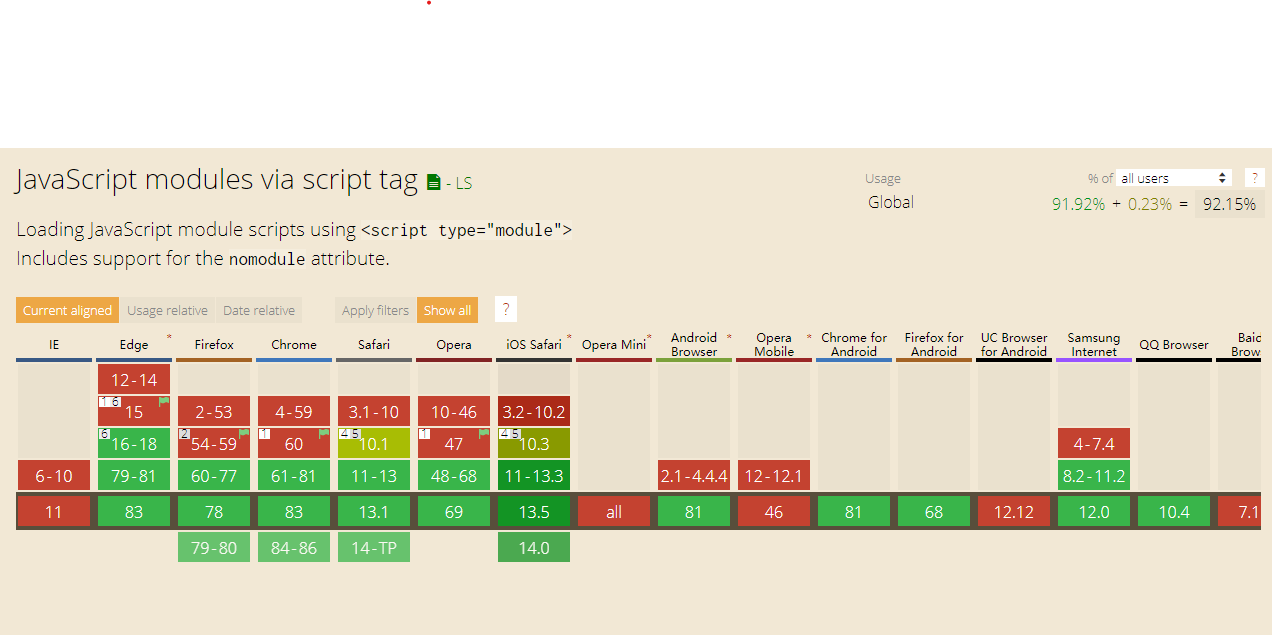 JavaScript modules via script tag - LS
Usage % of all users ?
Global 91.92% + 0.23% = 92.15%
Loading JavaScript module scripts using <script type="module">
Includes support for the nomodule attribute.
Current aligned Usage relative Date relative Apply filters Show all ?
IE Edge * Firefox Chrome Safari Opera iOS Safari * Opera Mini * Android Browser * Opera Mobile * Chrome for Android Firefox for Android UC Browser for Android Samsung Internet QQ Browser Baid Brow
12-14
1 6 15 2-53 4-59 3.1-10 10-46 3.2-10.2
6 16-18 2 54-59 1 60 4 5 10.1 1 47 4 5 10.3 4-7.4
6-10 79-81 60-77 61-81 11-13 48-68 11-13.3 2.1-4.4.4 12-12.1 8.2-11.2
11 83 78 83 13.1 69 13.5 all 81 46 81 68 12.12 12.0 10.4 7.1
79-80 84-86 14-TP 14.0